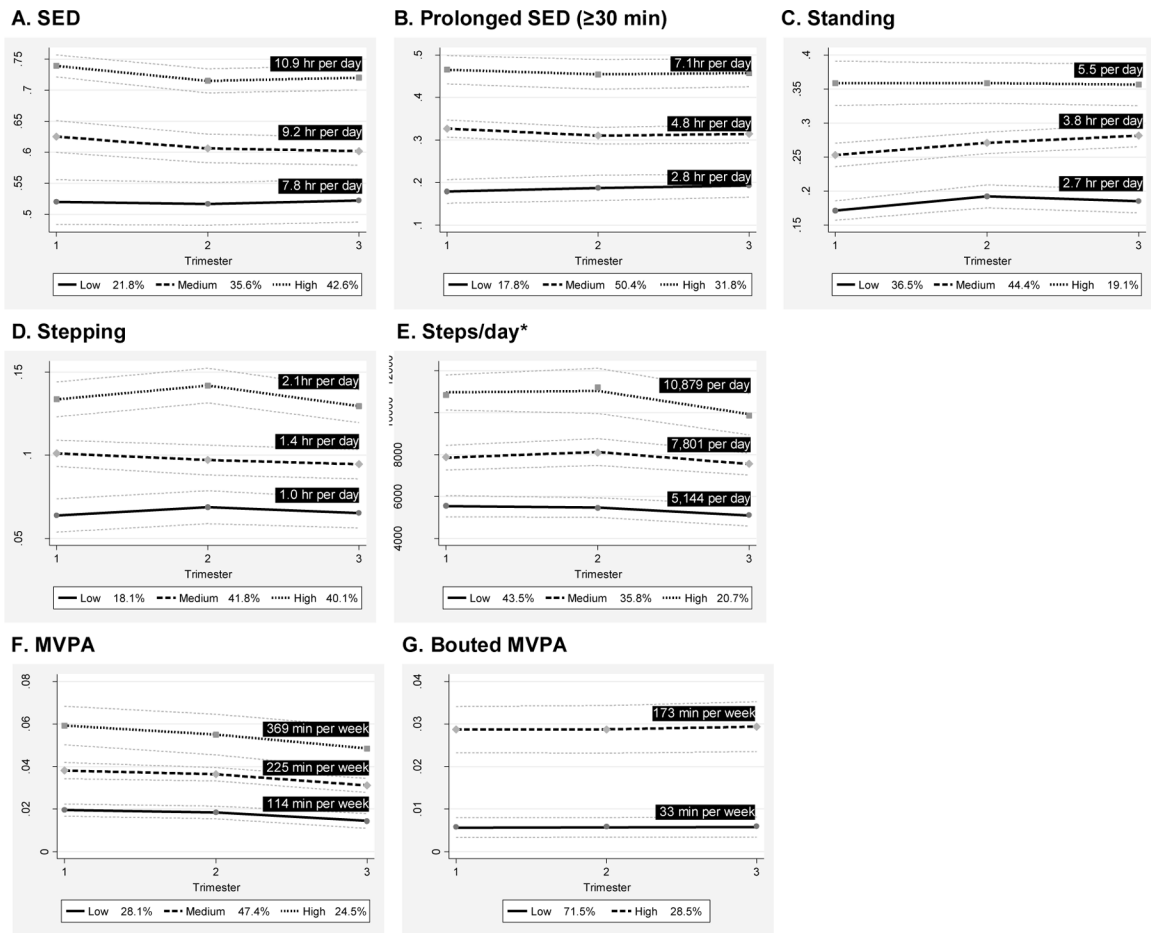 A. SED
.75
.7
.65
.6
.55
.5
10.9 hr per day
9.2 hr per day
7.8 hr per day
1 2 3
Trimester
Low 21.8% Medium 35.6% High 42.6%
B. Prolonged SED (≥30 min)
.5
.4
.3
.2
.1
7.1hr per day
4.8 hr per day
2.8 hr per day
1 2 3
Trimester
Low 17.8% Medium 50.4% High 31.8%
C. Standing
.4
.35
.3
.25
.2
.15
5.5 per day
3.8 hr per day
2.7 hr per day
1 2 3
Trimester
Low 36.5% Medium 44.4% High 19.1%
D. Stepping
.15
.1
.05
2.1hr per day
1.4 hr per day
1.0 hr per day
1 2 3
Trimester
Low 18.1% Medium 41.8% High 40.1%
E. Steps/day*
12000
10000
8000
6000
4000
10,879 per day
7,801 per day
5,144 per day
1 2 3
Trimester
Low 43.5% Medium 35.8% High 20.7%
F. MVPA
.08
.06
.04
.02
0
369 min per week
225 min per week
114 min per week
1 2 3
Trimester
Low 28.1% Medium 47.4% High 24.5%
G. Bouted MVPA
.04
.03
.02
.01
0
173 min per week
33 min per week
1 2 3
Trimester
Low 71.5% High 28.5%